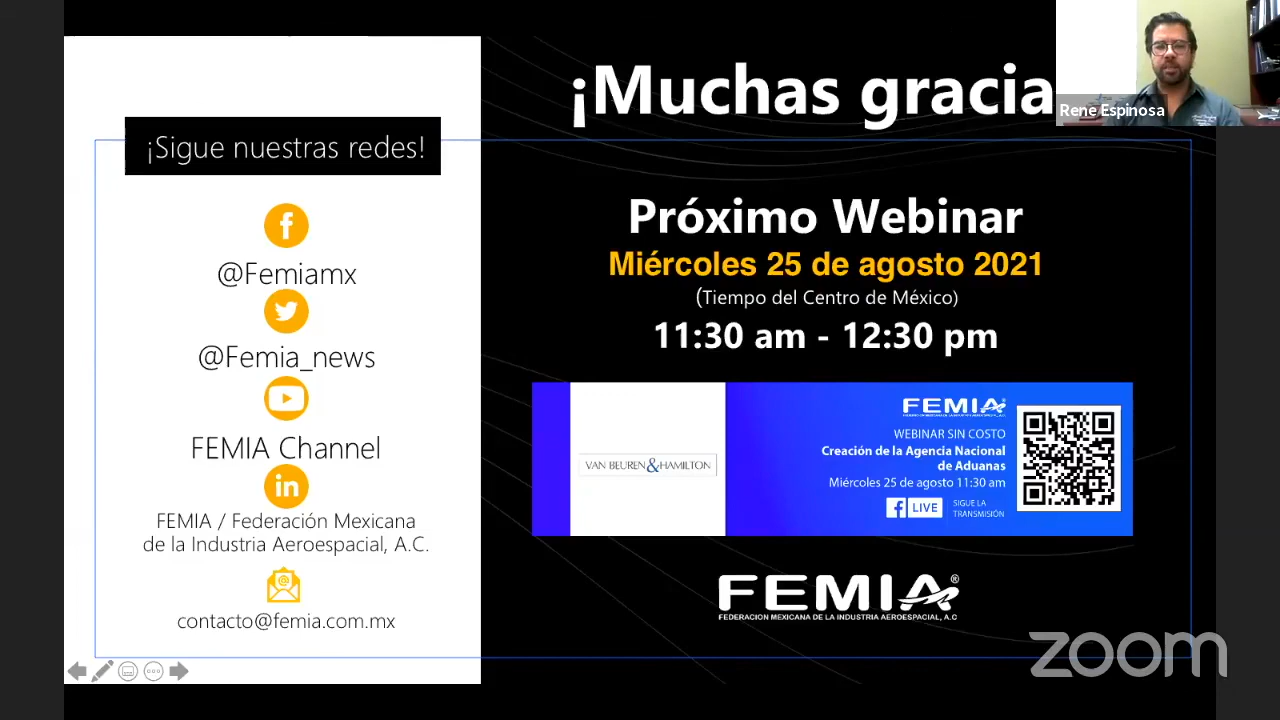 ¡Sigue nuestras redes!
@Femiamx
@Femia_news
FEMIA Channel
in
FEMIA / Federación Mexicana
de la Industria Aeroespacial, A.C.
contacto@femia.com.mx
¡Muchas gracia
Rene Espinosa
Próximo Webinar
Miércoles 25 de agosto 2021
(Tiempo del Centro de México)
11:30 am - 12:30 pm
VAN BEUREN&HAMILTON
FEMIA
WEBINAR SIN COSTO
Creación de la Agencia Nacional
de Aduanas
Miércoles 25 de agosto 11:30 am
f LIVE
SIGUE LA
TRANSMISIÓN
FEMIA®
FEDERACION MEXICANA DE LA INDUSTRIA AEROESPACIAL, A.C
zoom